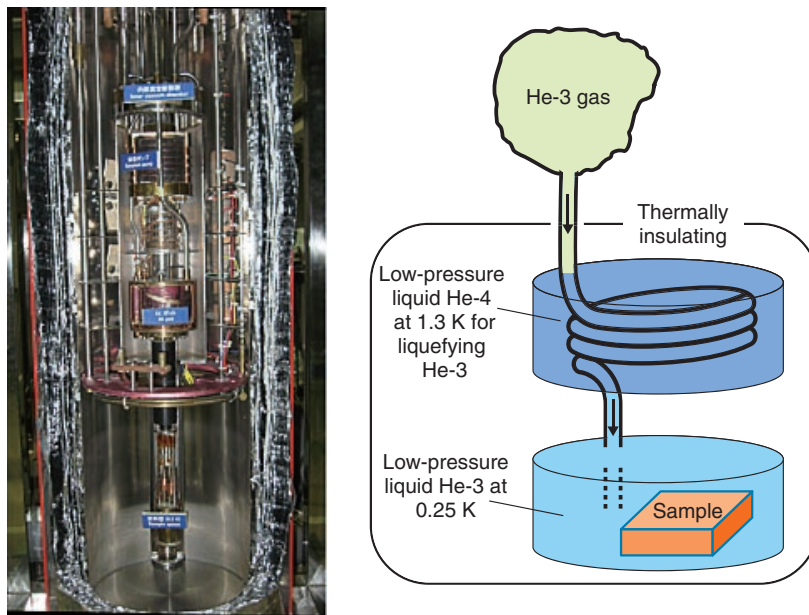 He-3 gas
Thermally
insulating
Low-pressure
liquid He-4
at 1.3 K for
liquefying
He-3
Low-pressure
liquid He-3 at
0.25 K
Sample